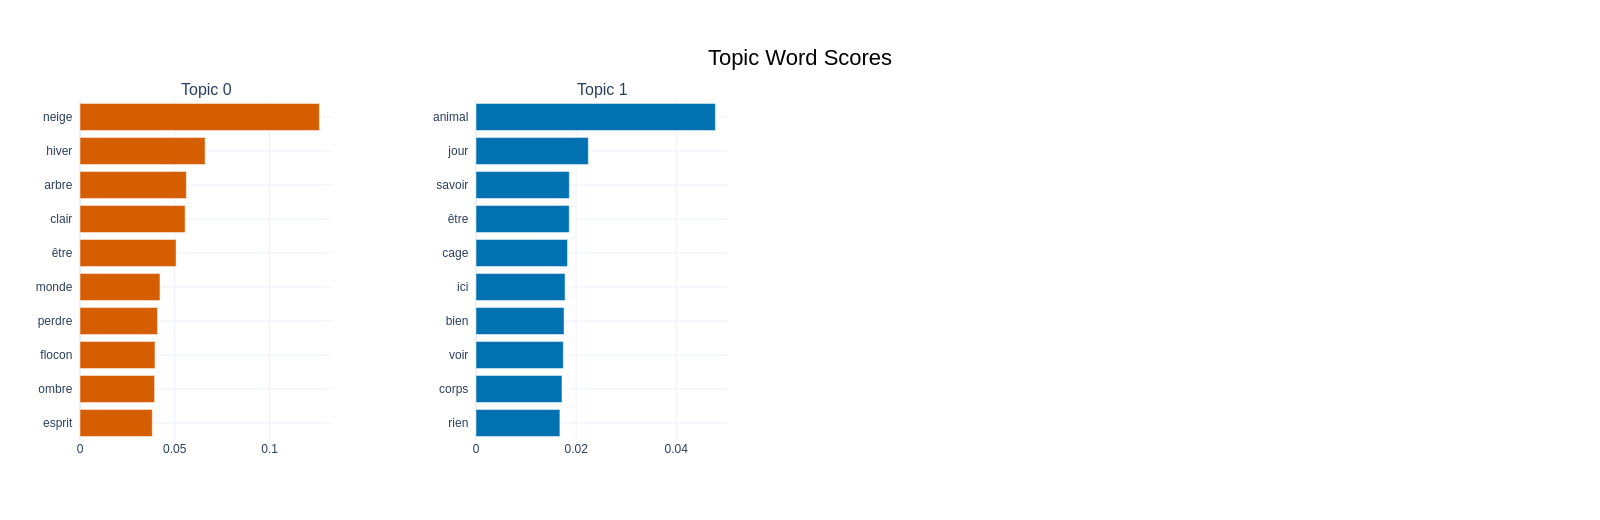 Topic Word Scores
Topic 0
neige
hiver
arbre
clair
être
monde
perdre
flocon
ombre
esprit
0 0.05 0.1
Topic 1
animal
jour
savoir
être
cage
ici
bien
voir
corps
rien
0 0.02 0.04